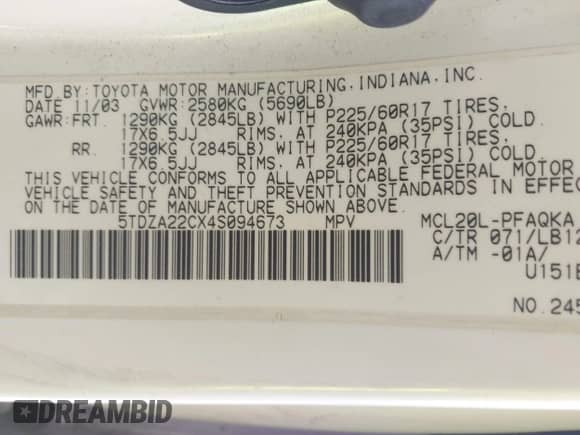 MFD.BY:TOYOTA MOTOR MANUFACTURING,INDIANA,INC.
DATE 11/03 GVWR:2580KG (5690LB)
GAWR:FRT. 1290KG (2845LB) WITH P225/60R17 TIRES,
17X6.5JJ RIMS, AT 240KPA (35PSI) COLD.
RR. 1290KG (2845LB) WITH P225/60R17 TIRES,
17X6.5JJ RIMS, AT 240KPA (35PSI) COLD.
THIS VEHICLE CONFORMS TO ALL APPLICABLE FEDERAL MOTOR
VEHICLE SAFETY AND THEFT PREVENTION STANDARDS IN EFFEC
ON THE DATE OF MANUFACTURE SHOWN ABOVE.
5TDZA22CX4S094673 MPV MCL20L-PFAQKA
C/TR 071/LB12
A/TM -01A/
U151E
NO.245
DREAMBID